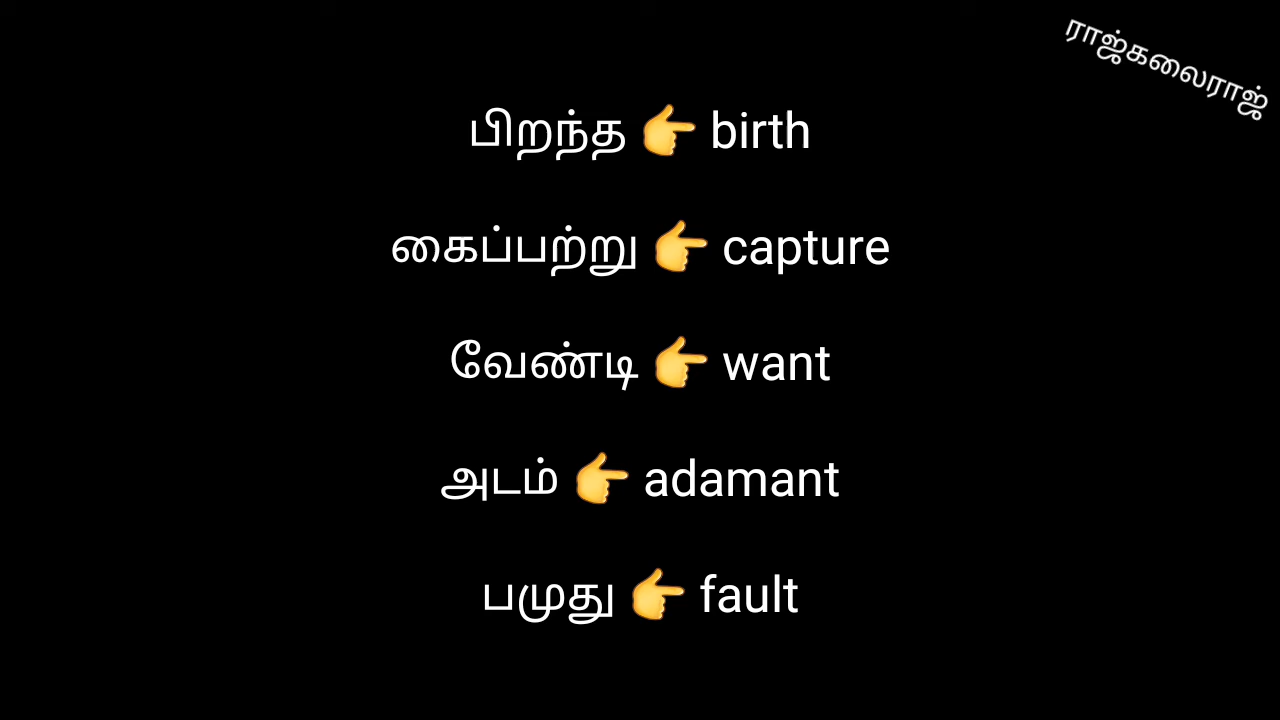 ராஜ்கலைராஜ்
பிறந்த 👉 birth
கைப்பற்று 👉 capture
வேண்டி 👉 want
அடம் 👉 adamant
பழுது 👉 fault